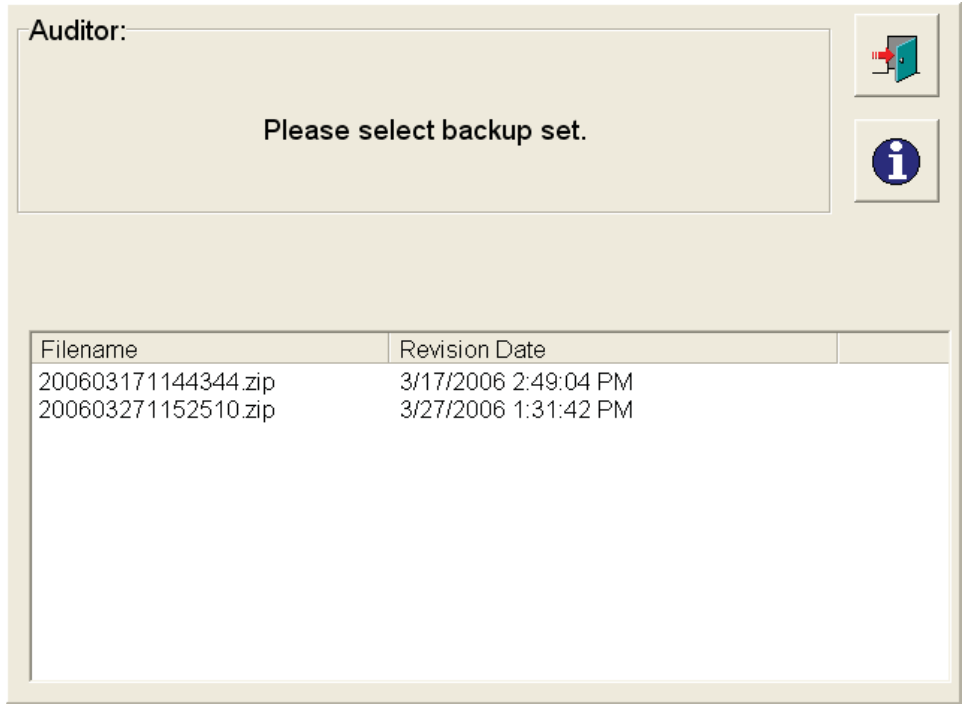 Auditor:
Please select backup set.
Filename Revision Date
200603171144344.zip 3/17/2006 2:49:04 PM
200603271152510.zip 3/27/2006 1:31:42 PM